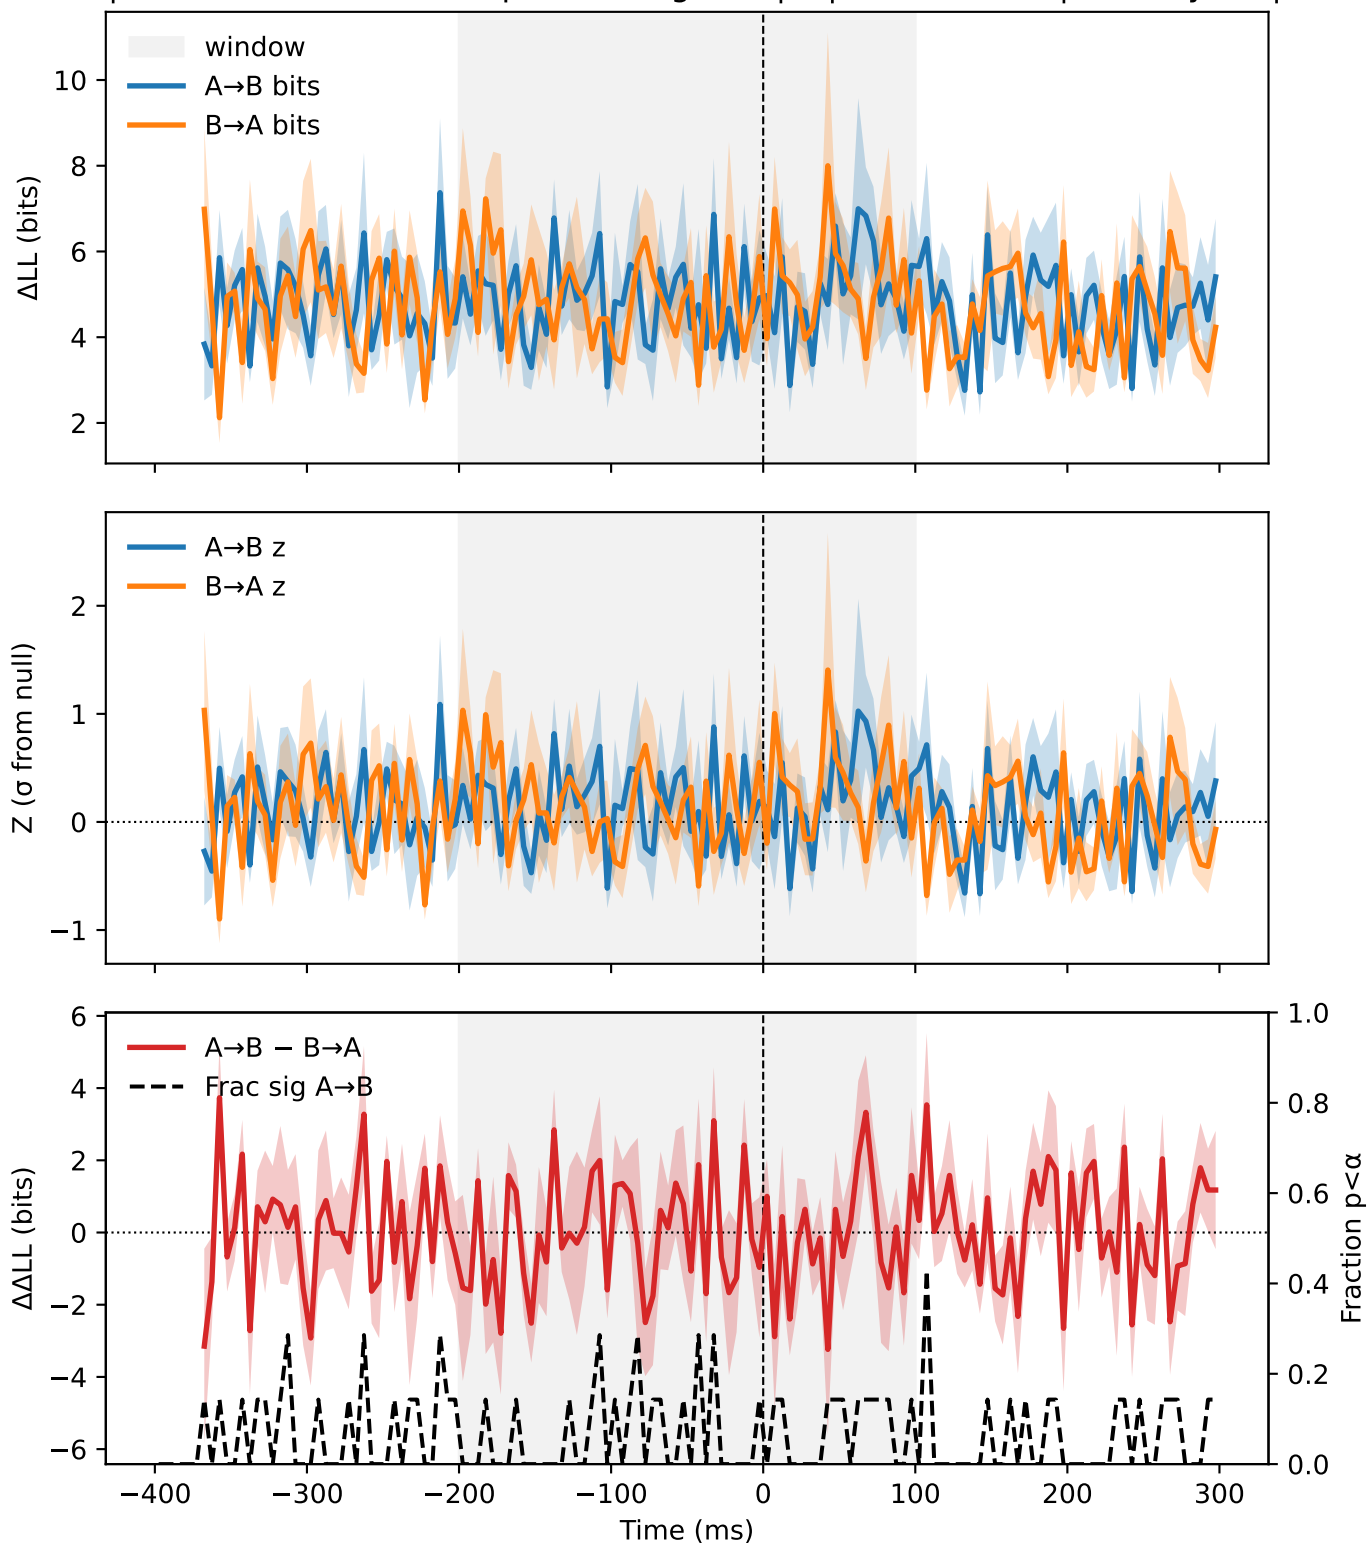 window
A→B bits
B→A bits
10
8
6
4
2
ΔLL (bits)
A→B z
B→A z
2
1
0
−1
Z (σ from null)
A→B − B→A
Frac sig A→B
6
4
2
0
−2
−4
−6
ΔΔLL (bits)
1.0
0.8
0.6
0.4
0.2
0.0
Fraction p<α
−400 −300 −200 −100 0 100 200 300
Time (ms)